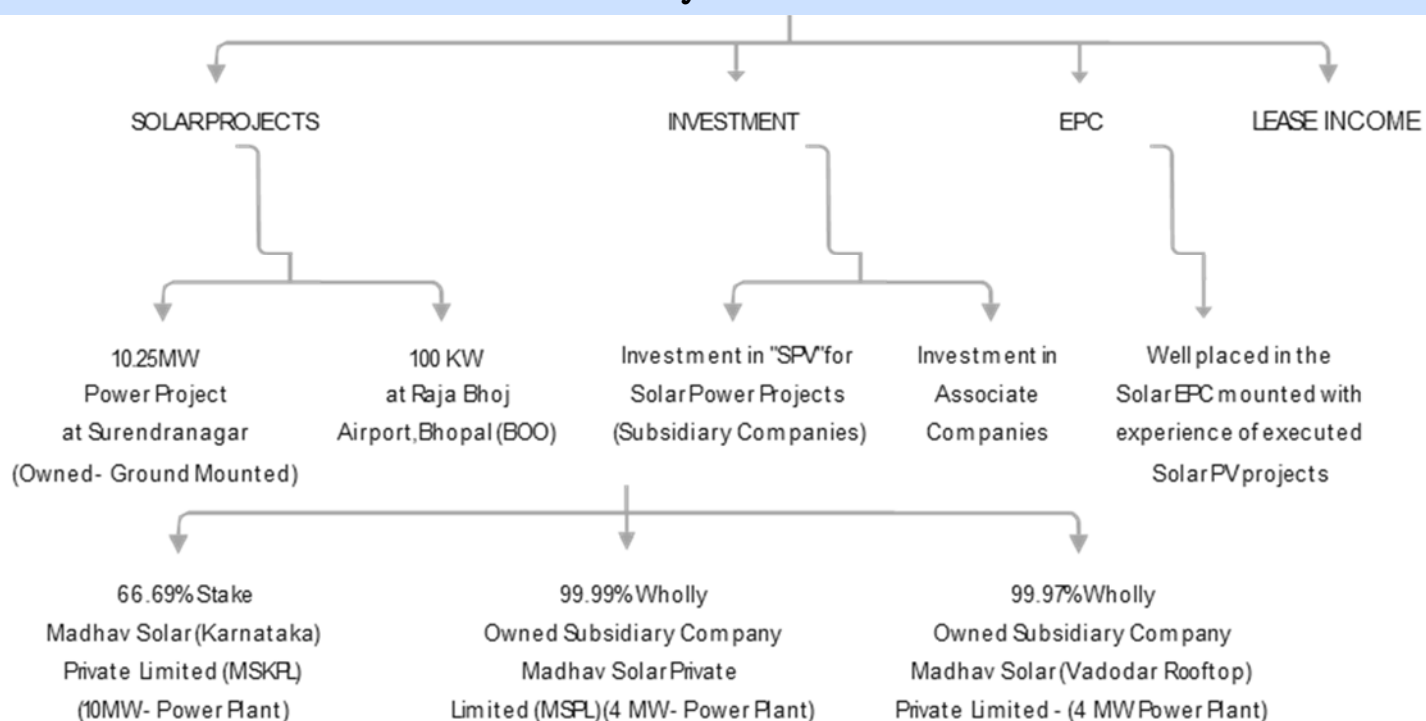 SOLAR PROJECTS
INVESTMENT
EPC
LEASE INCOME
10.25MW
Power Project
at Surendranagar
(Owned- Ground Mounted)
100 KW
at Raja Bhoj
Airport,Bhopal (BOO)
Investment in "SPV"for
Solar Power Projects
(Subsidiary Companies)
Investment in
Associate
Companies
Well placed in the
Solar EPC mounted with
experience of executed
Solar PV projects
66.69% Stake
Madhav Solar (Karnataka)
Private Limited (MSKPL)
(10MW- Power Plant)
99.99% Wholly
Owned Subsidiary Company
Madhav Solar Private
Limited (MSPL)(4 MW- Power Plant)
99.97% Wholly
Owned Subsidiary Company
Madhav Solar (Vadodar Rooftop)
Private Limited - (4 MW Power Plant)